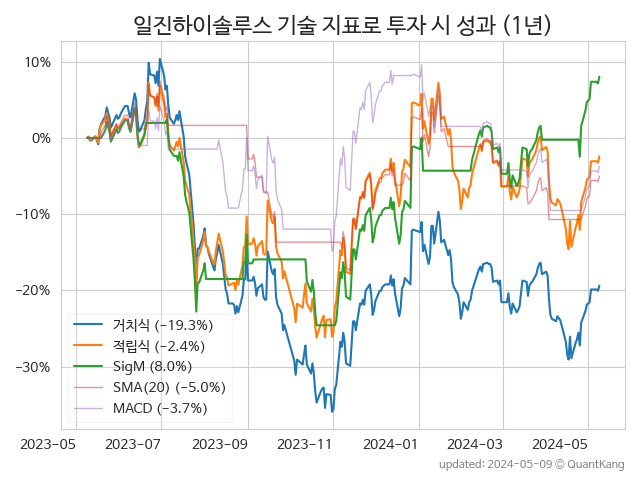 일진하이솔루스 기술 지표로 투자 시 성과 (1년)
10%
0%
−10%
−20%
−30%
거치식 (−19.3%)
적립식 (−2.4%)
SigM (8.0%)
SMA(20) (−5.0%)
MACD (−3.7%)
2023-05 2023-07 2023-09 2023-11 2024-01 2024-03 2024-05
updated: 2024-05-09 © QuantKang